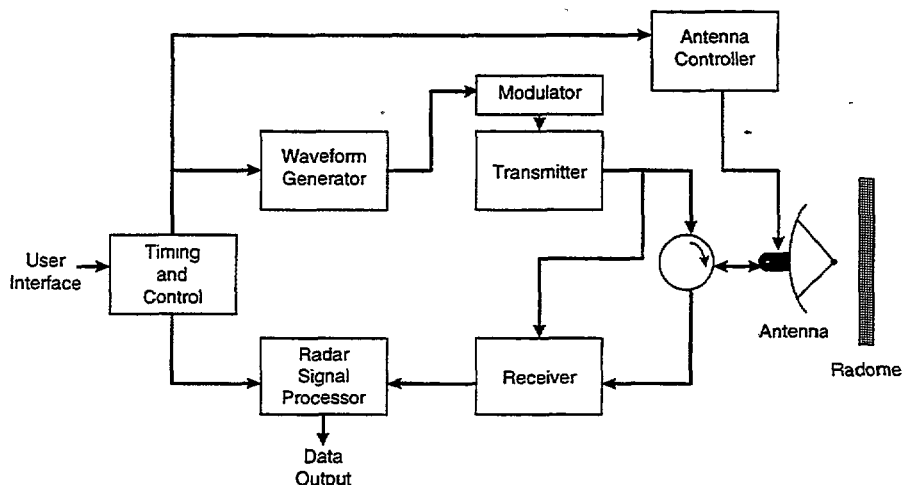 Antenna
Controller
Modulator
Waveform
Generator
Transmitter
User
Interface
Timing
and
Control
Antenna
Radome
Radar
Signal
Processor
Receiver
Data
Output